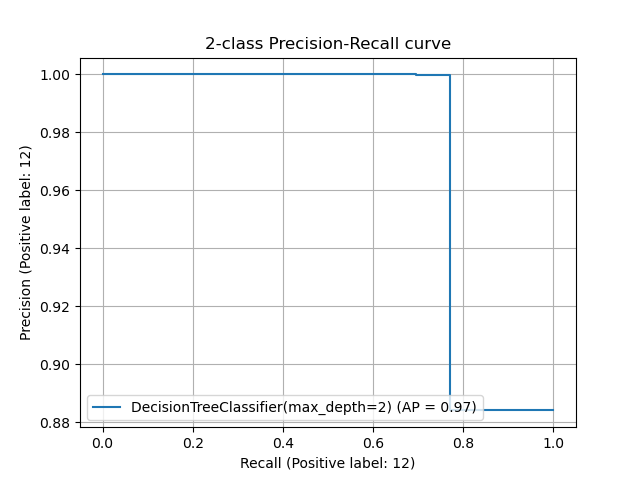 2-class Precision-Recall curve
1.00
0.98
0.96
0.94
0.92
0.90
0.88
Precision (Positive label: 12)
DecisionTreeClassifier(max_depth=2) (AP = 0.97)
0.0 0.2 0.4 0.6 0.8 1.0
Recall (Positive label: 12)